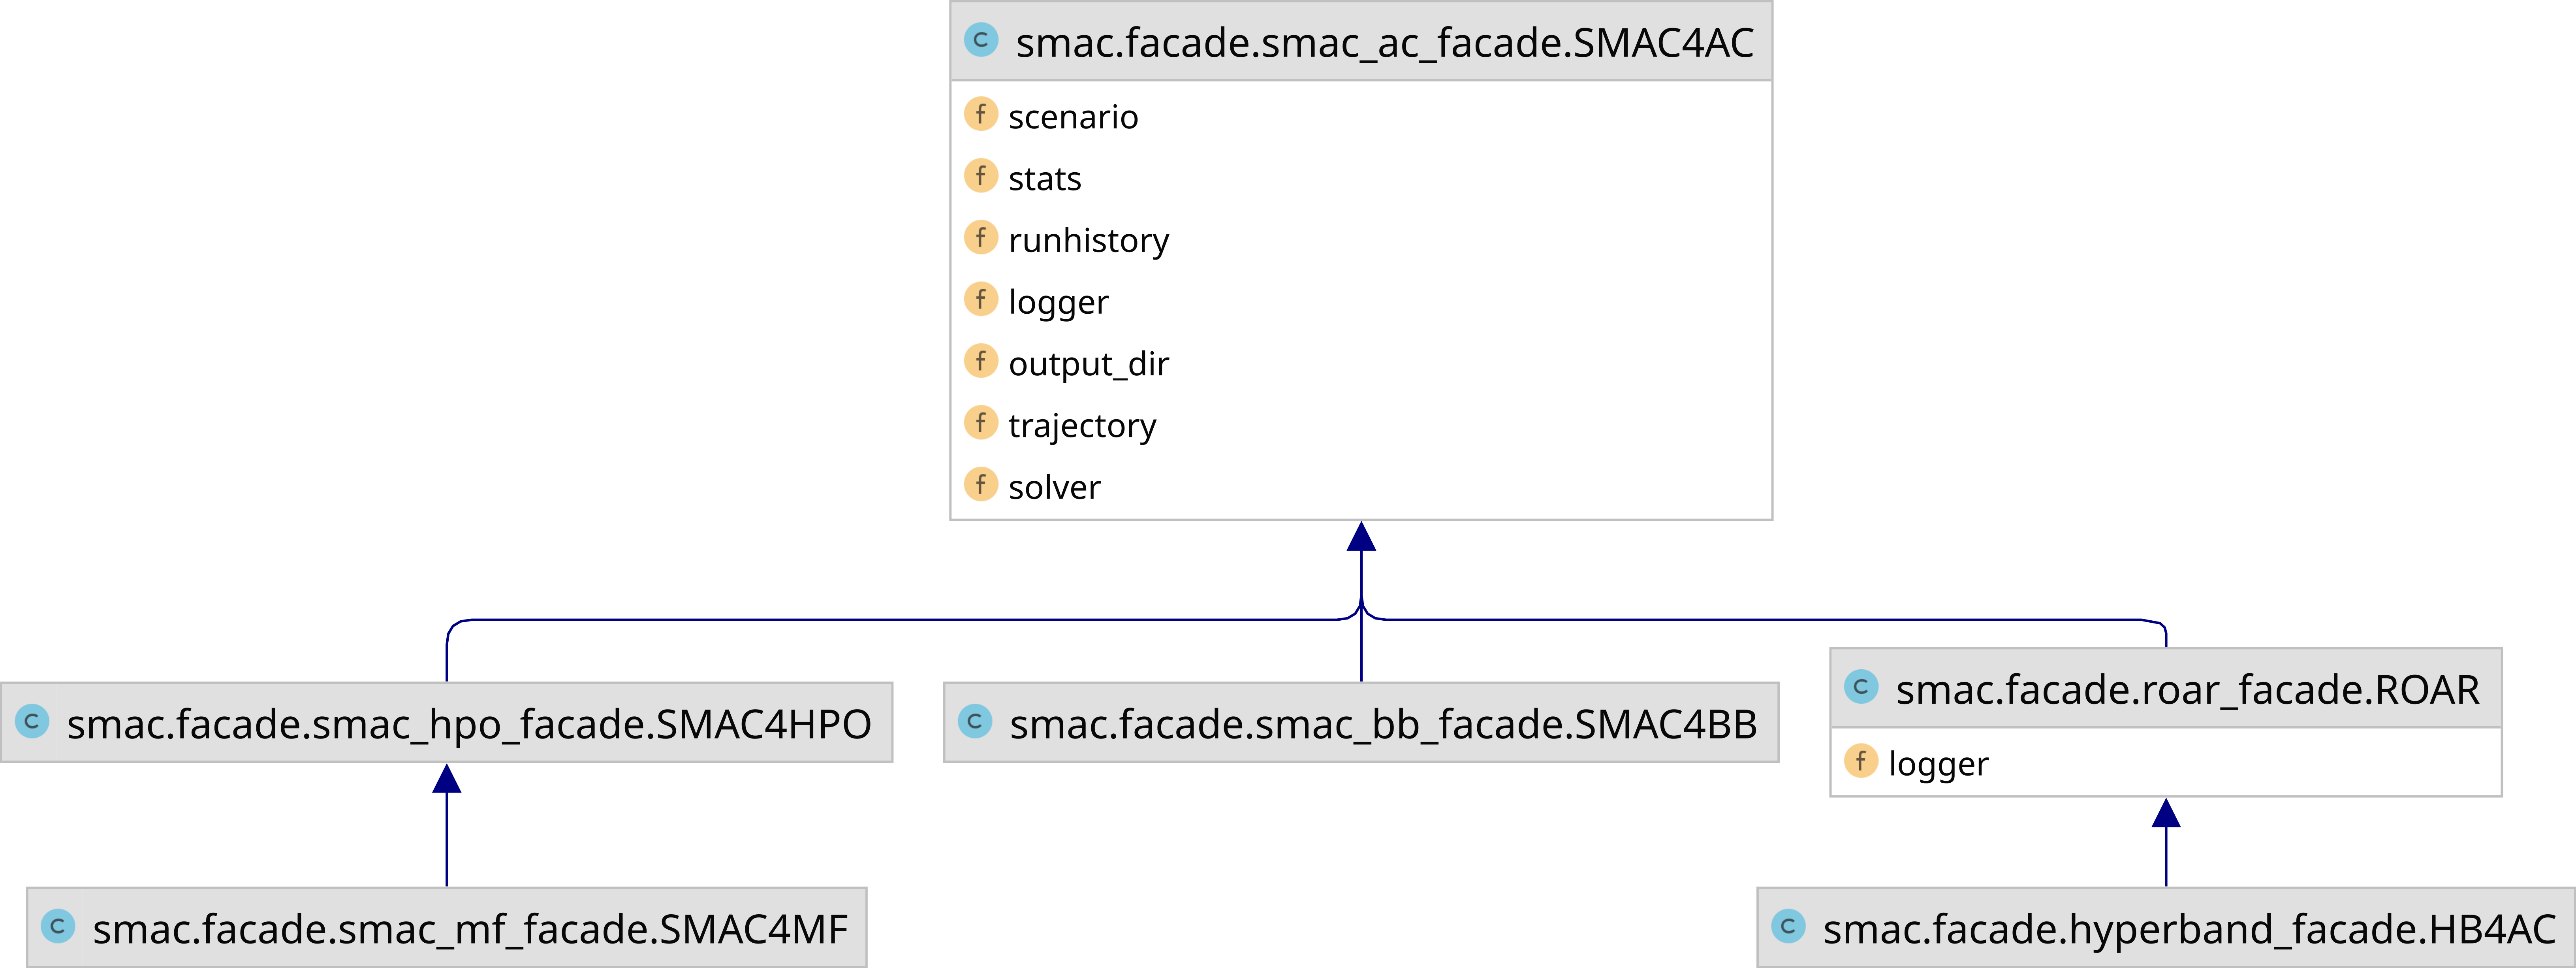 C smac.facade.smac_ac_facade.SMAC4AC
f scenario
f stats
f runhistory
f logger
f output_dir
f trajectory
f solver
C smac.facade.smac_hpo_facade.SMAC4HPO
C smac.facade.smac_bb_facade.SMAC4BB
C smac.facade.roar_facade.ROAR
f logger
C smac.facade.smac_mf_facade.SMAC4MF
C smac.facade.hyperband_facade.HB4AC